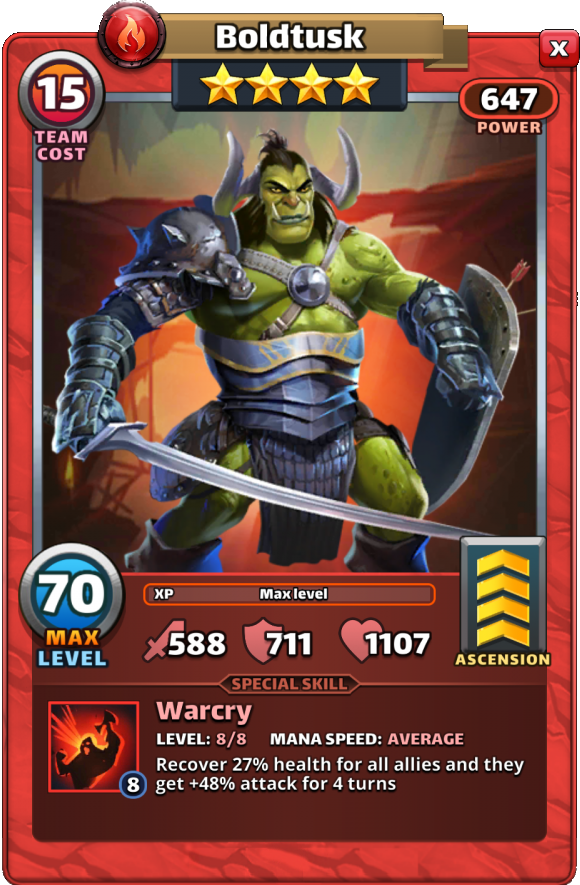 Boldtusk
X
15
TEAM
COST
647
POWER
70
MAX
LEVEL
XP Max level
588 711 1107
ASCENSION
SPECIAL SKILL
Warcry
LEVEL: 8/8 MANA SPEED: AVERAGE
Recover 27% health for all allies and they
get +48% attack for 4 turns
8